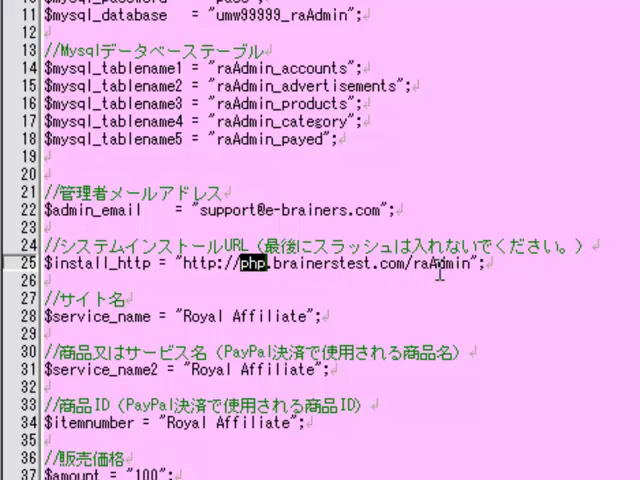 11 $mysql_database   = "umw99999_raAdmin";
12
13 //Mysqlデータベーステーブル
14 $mysql_tablename1 = "raAdmin_accounts";
15 $mysql_tablename2 = "raAdmin_advertisements";
16 $mysql_tablename3 = "raAdmin_products";
17 $mysql_tablename4 = "raAdmin_category";
18 $mysql_tablename5 = "raAdmin_payed";
19
20
21 //管理者メールアドレス
22 $admin_email    = "support@e-brainers.com";
23
24 //システムインストールURL（最後にスラッシュは入れないでください。）
25 $install_http = "http://php.brainerstest.com/raAdmin";
26
27 //サイト名
28 $service_name = "Royal Affiliate";
29
30 //商品又はサービス名（PayPal決済で使用される商品名）
31 $service_name2 = "Royal Affiliate";
32
33 //商品ID（PayPal決済で使用される商品ID）
34 $itemnumber = "Royal Affiliate";
35
36 //販売価格
37 $amount = "100";